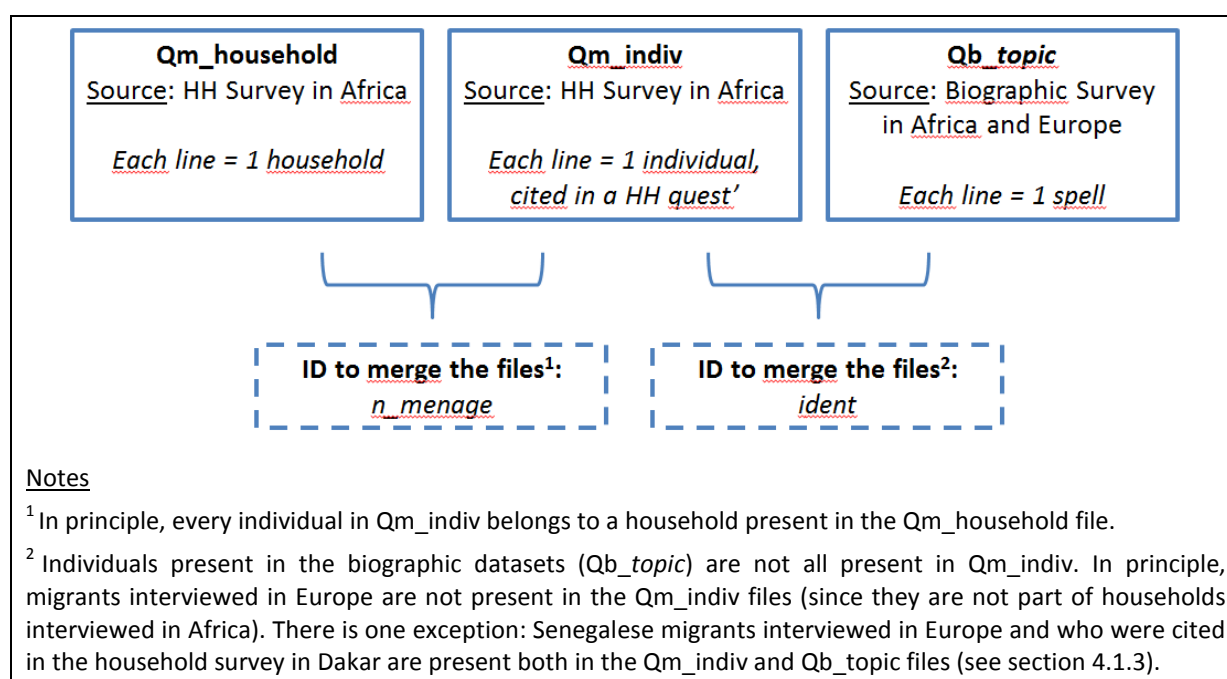 Qm_household
Source: HH Survey in Africa
Each line = 1 household
Qm_indiv
Source: HH Survey in Africa
Each line = 1 individual,
cited in a HH quest’
Qb_topic
Source: Biographic Survey
in Africa and Europe
Each line = 1 spell
ID to merge the files¹:
n_menage
ID to merge the files²:
ident
Notes
¹ In principle, every individual in Qm_indiv belongs to a household present in the Qm_household file.
² Individuals present in the biographic datasets (Qb_topic) are not all present in Qm_indiv. In principle,
migrants interviewed in Europe are not present in the Qm_indiv files (since they are not part of households
interviewed in Africa). There is one exception: Senegalese migrants interviewed in Europe and who were cited
in the household survey in Dakar are present both in the Qm_indiv and Qb_topic files (see section 4.1.3).